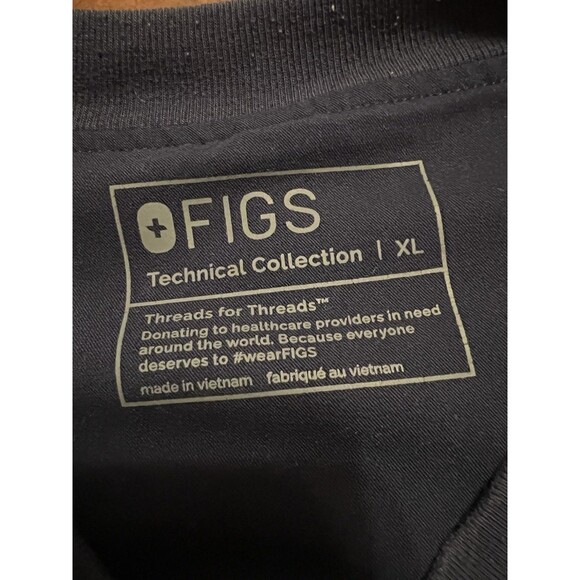 FIGS
Technical Collection | XL
Threads for Threads™
Donating to healthcare providers in need
around the world. Because everyone
deserves to #wearFIGS
made in vietnam fabriqué au vietnam